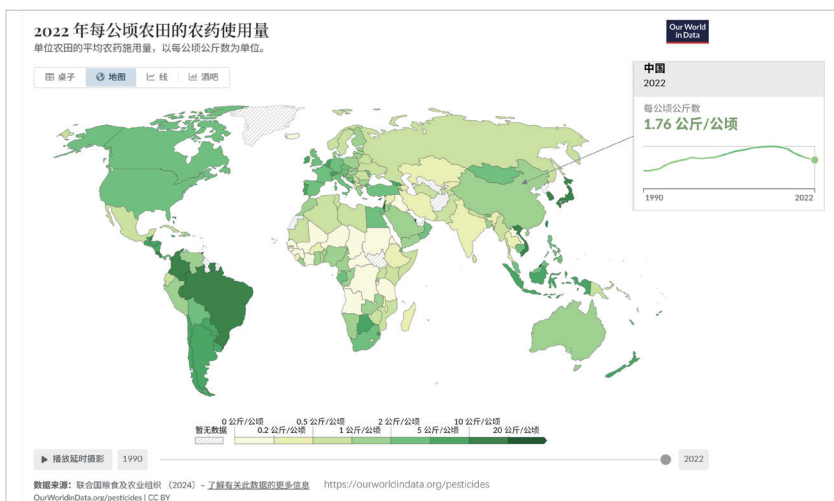 2022 年每公顷农田的农药使用量
单位农田的平均农药施用量，以每公顷公斤数为单位。
Our World
in Data
桌子 地图 线 酒吧
中国
2022
每公顷公斤数
1.76 公斤/公顷
1990 2022
暂无数据
0 公斤/公顷 0.5 公斤/公顷 2 公斤/公顷 10 公斤/公顷
0.2 公斤/公顷 1 公斤/公顷 5 公斤/公顷 20 公斤/公顷
播放延时摄影 1990 2022
数据来源：联合国粮食及农业组织 （2024）– 了解有关此数据的更多信息 https://ourworldindata.org/pesticides
OurWorldinData.org/pesticides | CC BY